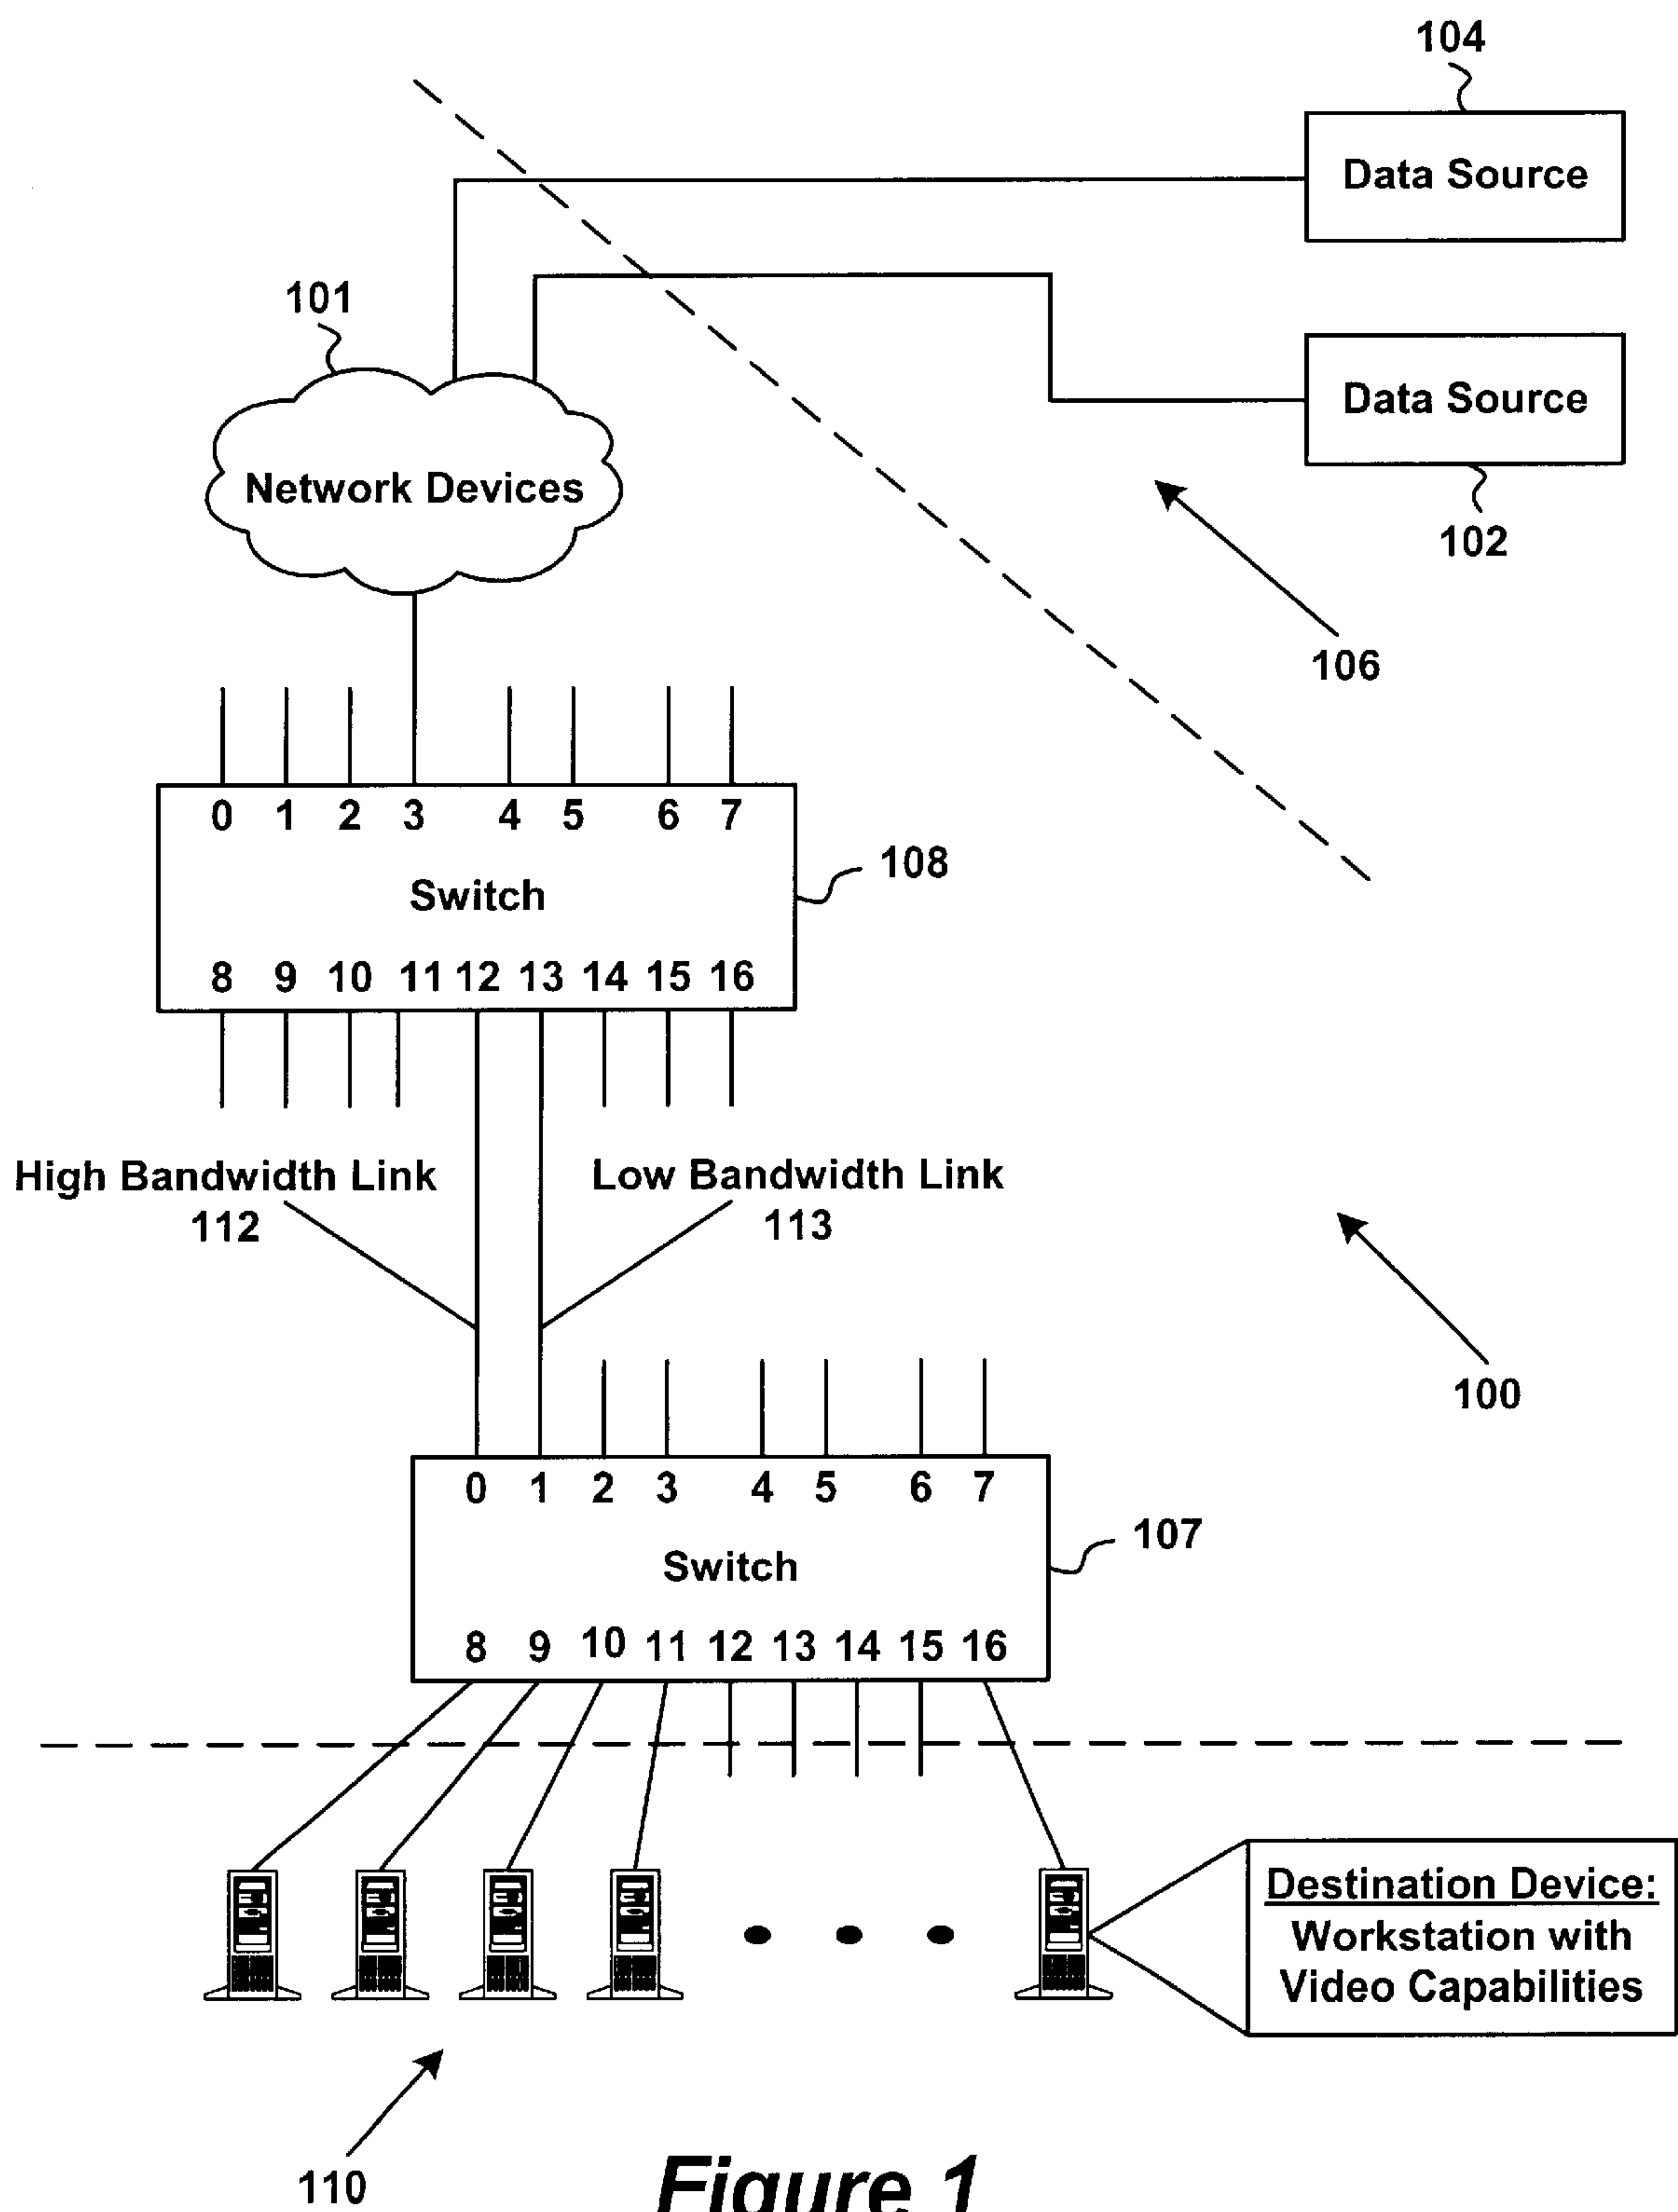 104
Data Source
101
Data Source
Network Devices
102
106
0 1 2 3 4 5 6 7
108
Switch
8 9 10 11 12 13 14 15 16
High Bandwidth Link
112
Low Bandwidth Link
113
100
0 1 2 3 4 5 6 7
107
Switch
8 9 10 11 12 13 14 15 16
Destination Device:
Workstation with
Video Capabilities
110
Figure 1